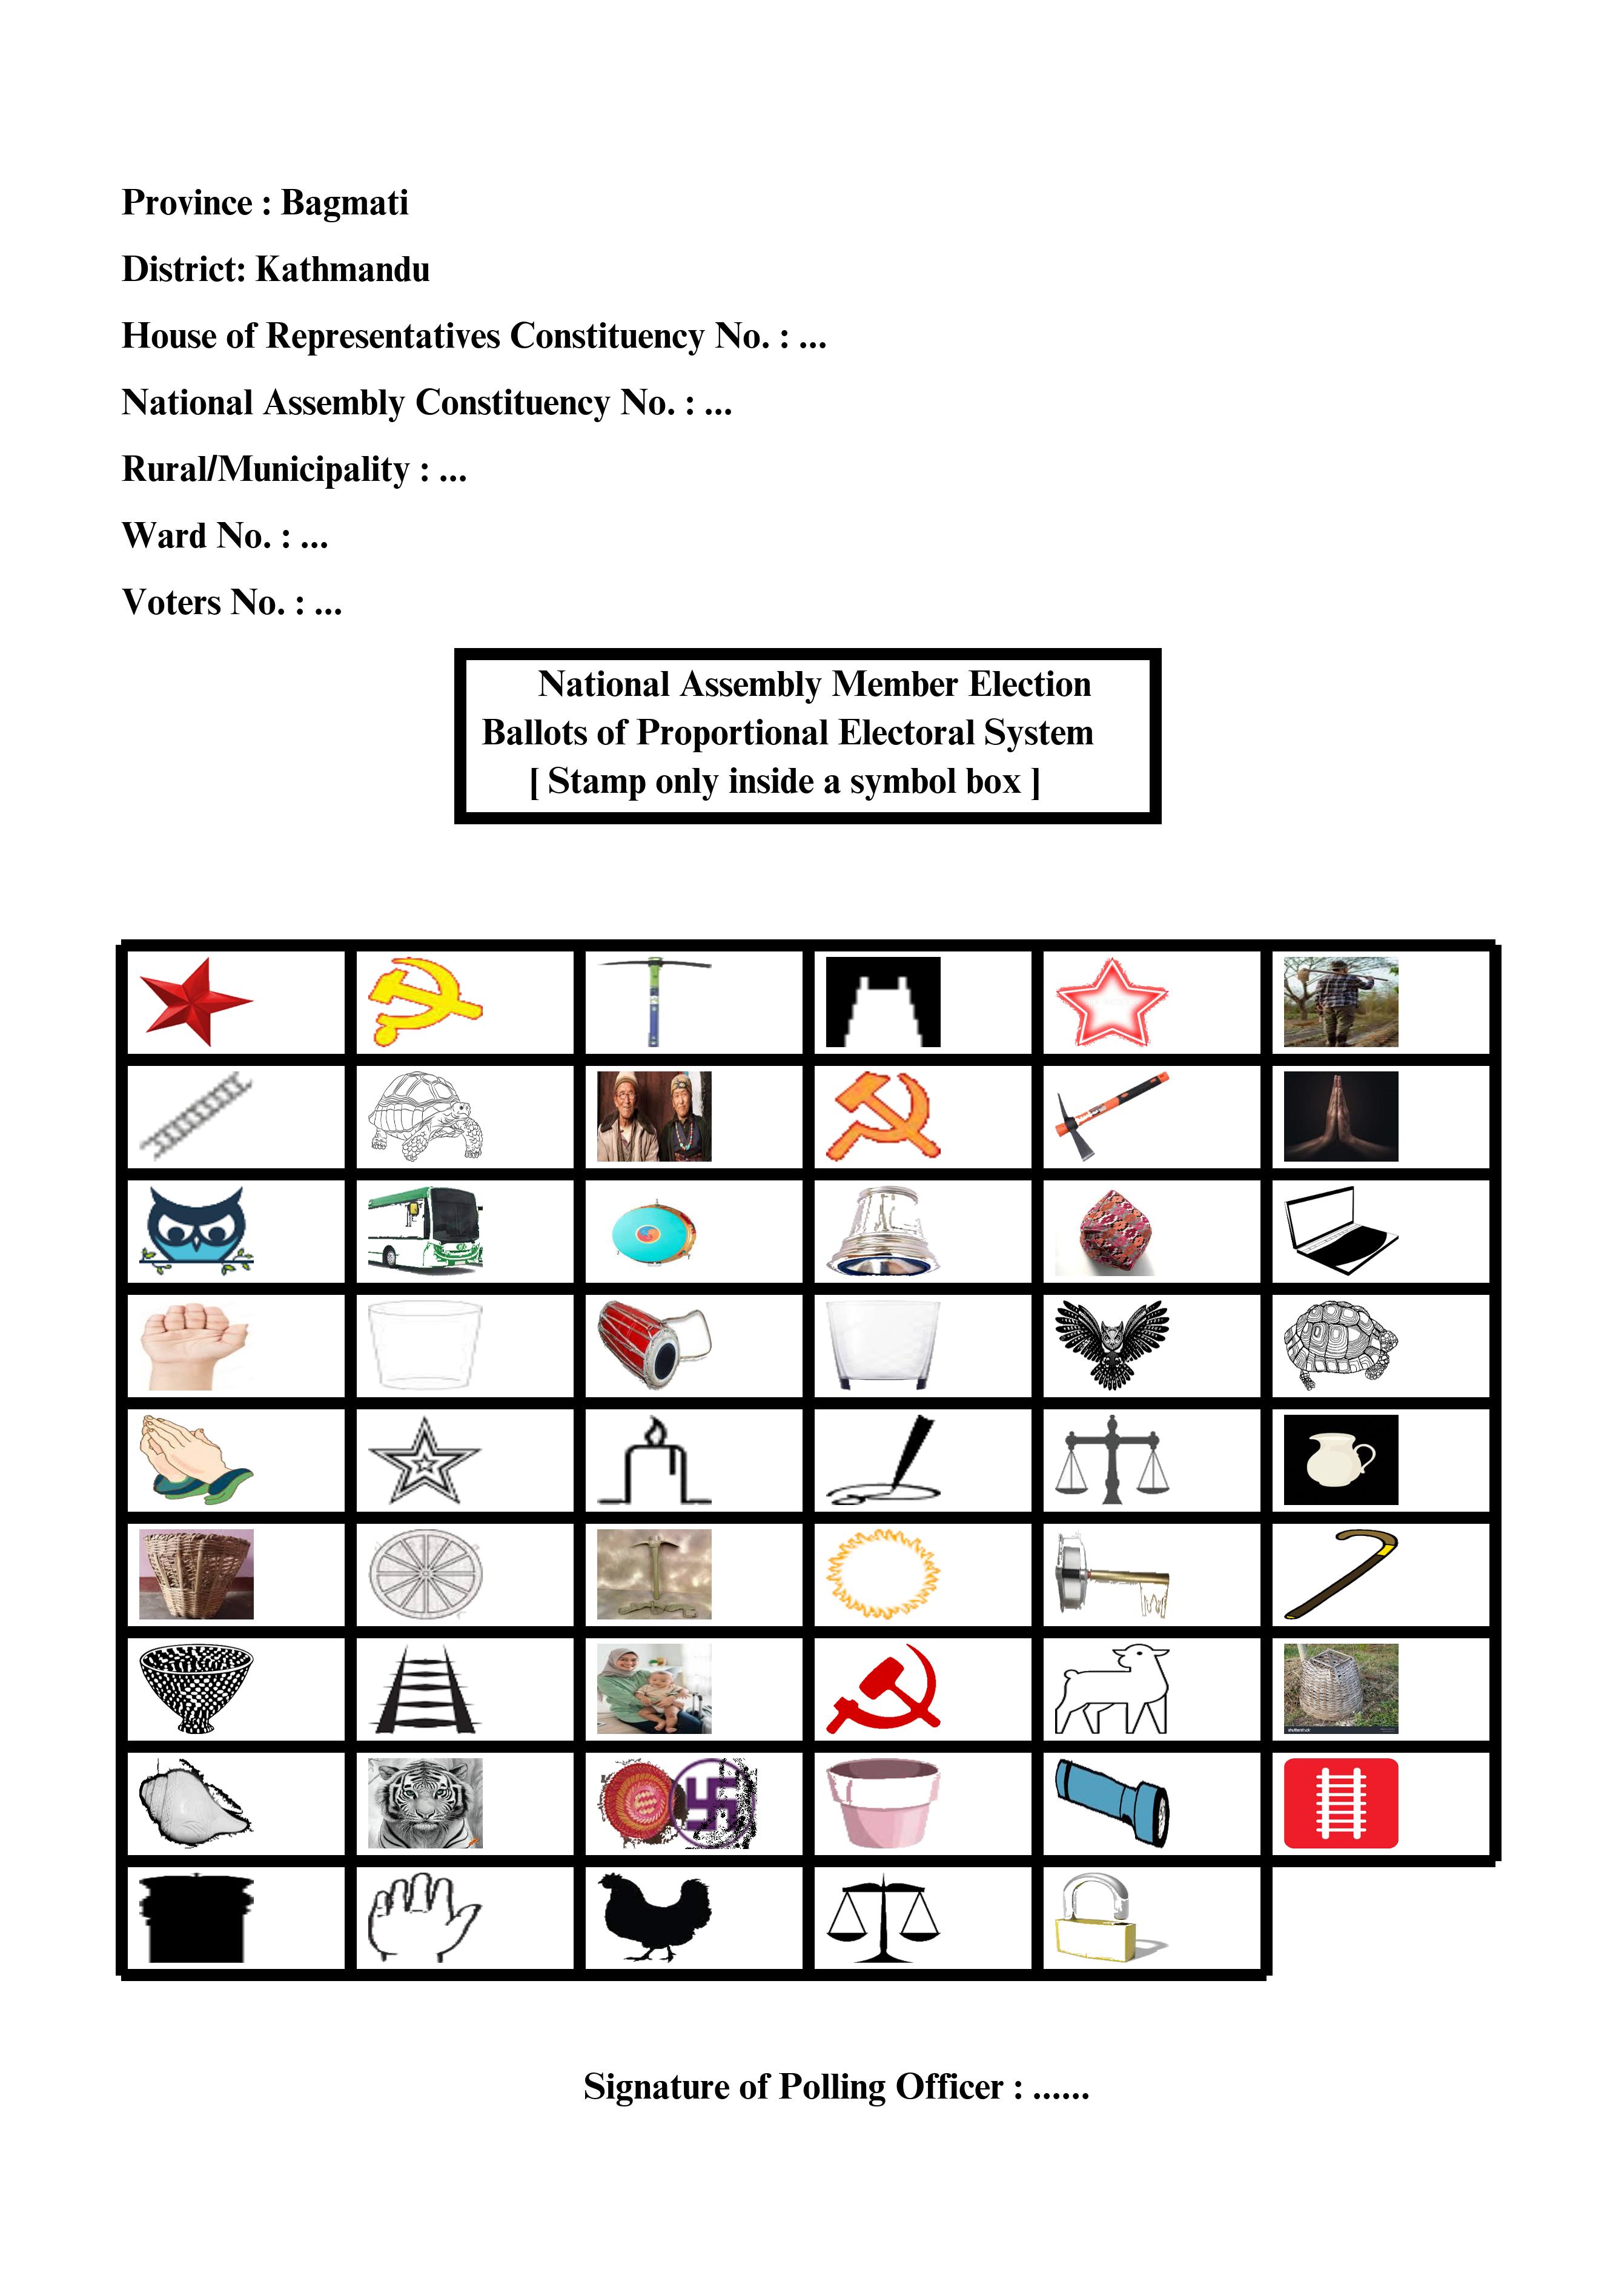 Province : Bagmati
District: Kathmandu
House of Representatives Constituency No. : ...
National Assembly Constituency No. : ...
Rural/Municipality : ...
Ward No. : ...
Voters No. : ...
National Assembly Member Election
Ballots of Proportional Electoral System
[ Stamp only inside a symbol box ]
shutterstock
Signature of Polling Officer : ......